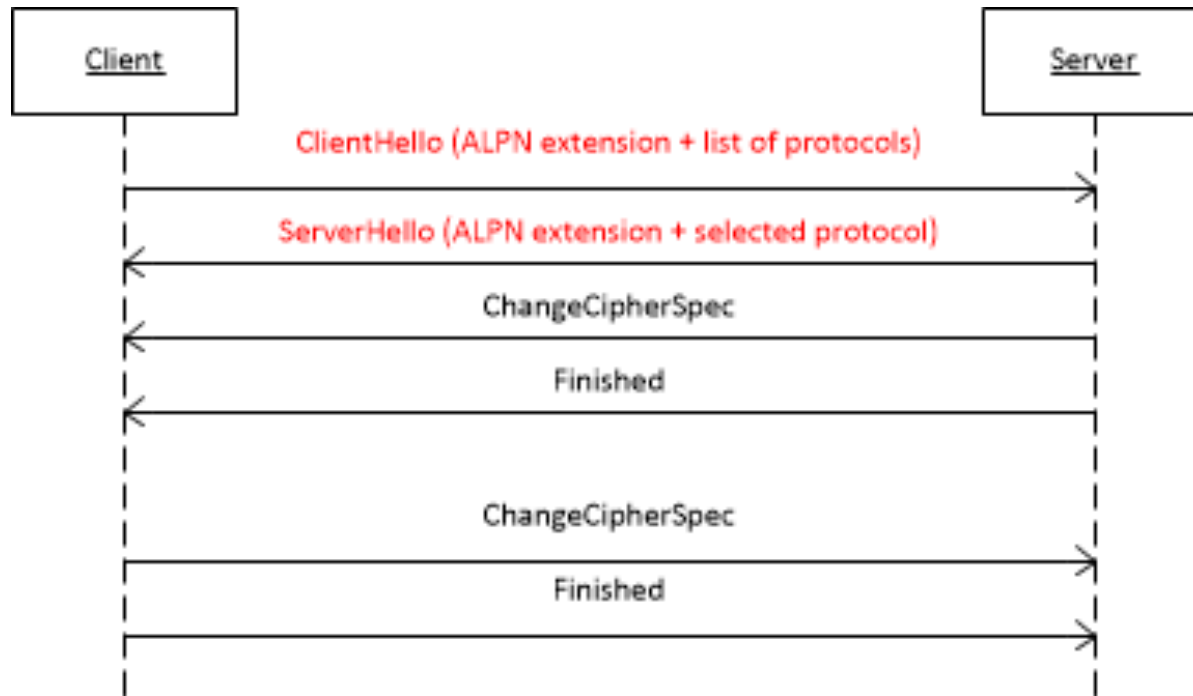 Client
Server
ClientHello (ALPN extension + list of protocols)
ServerHello (ALPN extension + selected protocol)
ChangeCipherSpec
Finished
ChangeCipherSpec
Finished